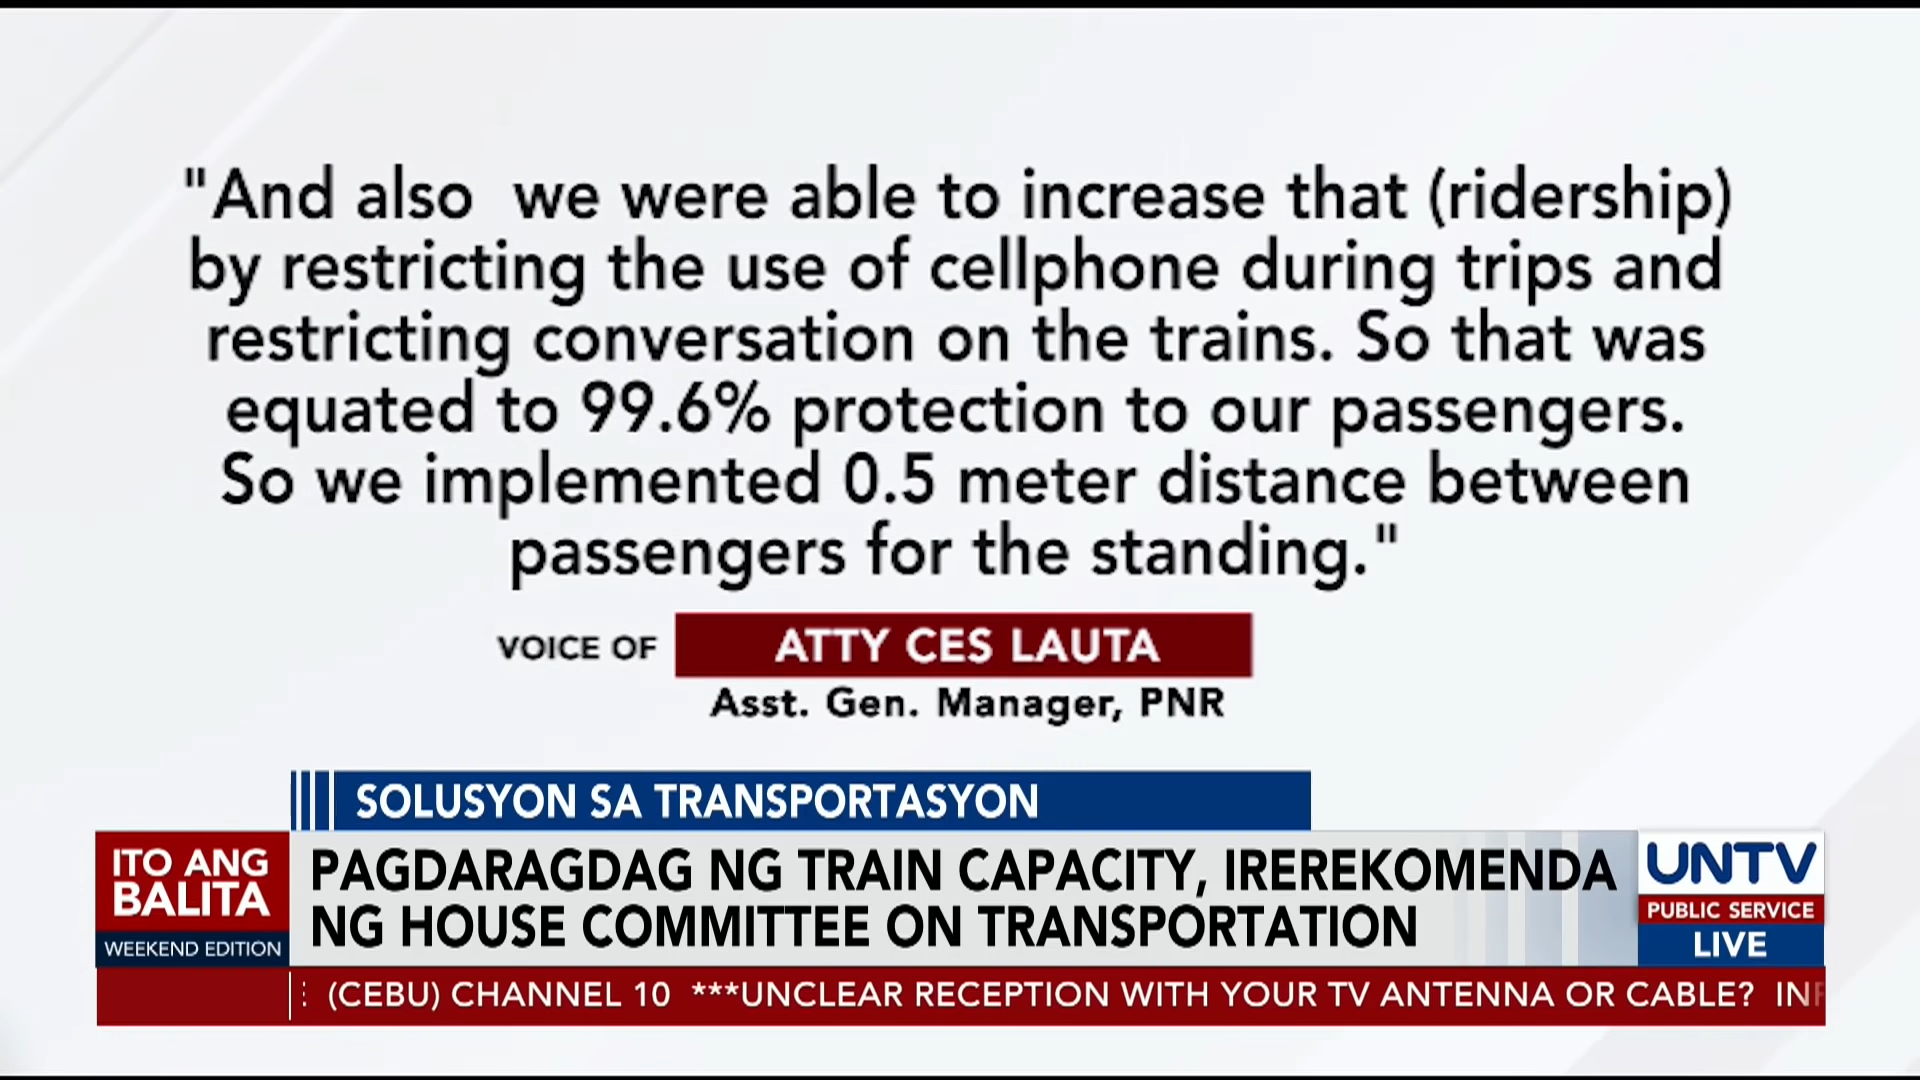 "And also we were able to increase that (ridership)
by restricting the use of cellphone during trips and
restricting conversation on the trains. So that was
equated to 99.6% protection to our passengers.
So we implemented 0.5 meter distance between
passengers for the standing."
VOICE OF ATTY CES LAUTA
Asst. Gen. Manager, PNR
SOLUSYON SA TRANSPORTASYON
ITO ANG
BALITA
WEEKEND EDITION
PAGDARAGDAG NG TRAIN CAPACITY, IREREKOMENDA
NG HOUSE COMMITTEE ON TRANSPORTATION
UNTV
PUBLIC SERVICE
LIVE
(CEBU) CHANNEL 10 ***UNCLEAR RECEPTION WITH YOUR TV ANTENNA OR CABLE?